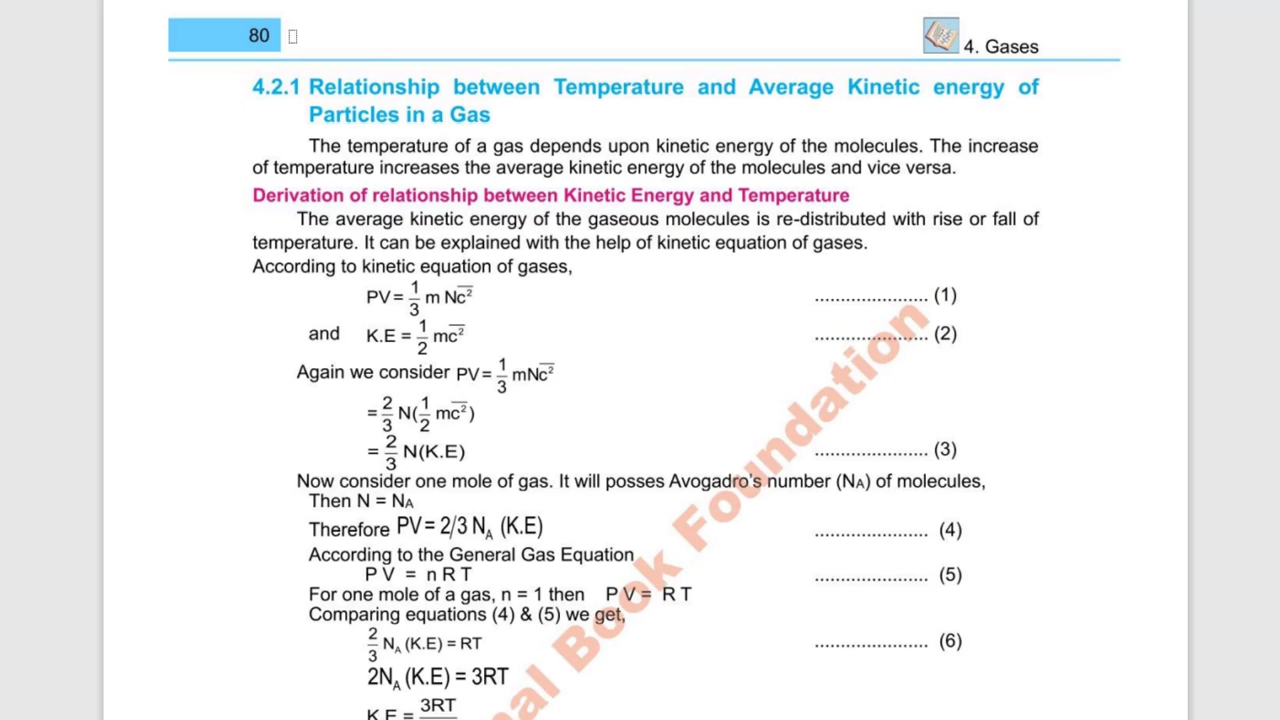 80
4. Gases
4.2.1 Relationship between Temperature and Average Kinetic energy of
Particles in a Gas
The temperature of a gas depends upon kinetic energy of the molecules. The increase
of temperature increases the average kinetic energy of the molecules and vice versa.
Derivation of relationship between Kinetic Energy and Temperature
The average kinetic energy of the gaseous molecules is re-distributed with rise or fall of
temperature. It can be explained with the help of kinetic equation of gases.
According to kinetic equation of gases,
PV = 1/3 m Nc̅² ...................... (1)
and K.E = 1/2 mc̅² ...................... (2)
Again we consider PV = 1/3 mNc̅²
= 2/3 N(1/2 mc̅²)
= 2/3 N(K.E) ...................... (3)
Now consider one mole of gas. It will posses Avogadro's number (NA) of molecules,
Then N = NA
Therefore PV = 2/3 NA (K.E) ...................... (4)
According to the General Gas Equation
P V = n R T ...................... (5)
For one mole of a gas, n = 1 then P V = R T
Comparing equations (4) & (5) we get,
2/3 NA (K.E) = RT ...................... (6)
2NA (K.E) = 3RT
K.E = 3RT
al Book Foundation